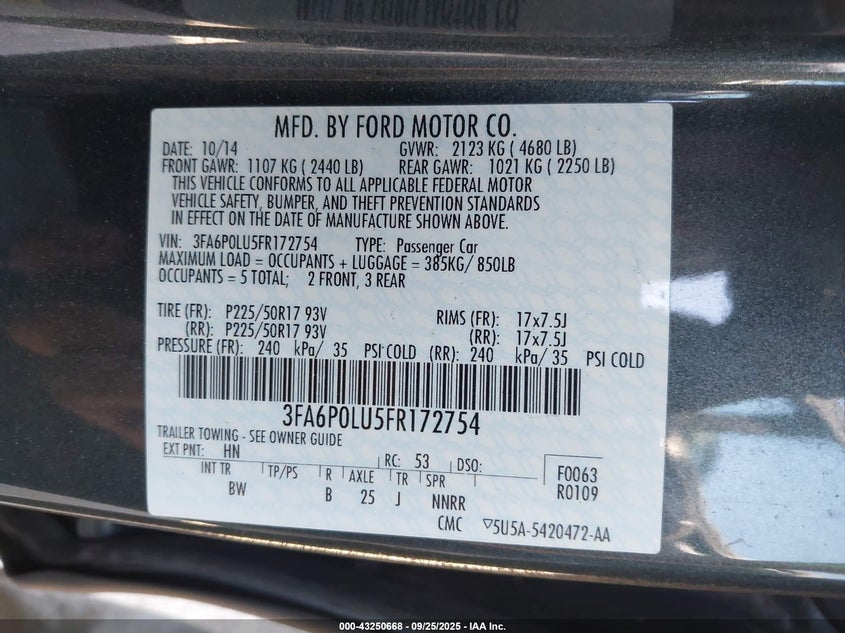 MFD. BY FORD MOTOR CO.
DATE: 10/14 GVWR: 2123 KG ( 4680 LB)
FRONT GAWR: 1107 KG ( 2440 LB) REAR GAWR: 1021 KG ( 2250 LB)
THIS VEHICLE CONFORMS TO ALL APPLICABLE FEDERAL MOTOR
VEHICLE SAFETY, BUMPER, AND THEFT PREVENTION STANDARDS
IN EFFECT ON THE DATE OF MANUFACTURE SHOWN ABOVE.
VIN: 3FA6P0LU5FR172754 TYPE: Passenger Car
MAXIMUM LOAD = OCCUPANTS + LUGGAGE = 385KG/ 850LB
OCCUPANTS = 5 TOTAL; 2 FRONT, 3 REAR
TIRE (FR): P225/50R17 93V RIMS (FR): 17x7.5J
(RR): P225/50R17 93V (RR): 17x7.5J
PRESSURE (FR): 240 kPa/ 35 PSI COLD (RR): 240 kPa/ 35 PSI COLD
3FA6P0LU5FR172754
TRAILER TOWING - SEE OWNER GUIDE
EXT PNT: HN RC: 53 DSO: F0063
INT TR TP/PS R AXLE TR SPR R0109
BW B 25 J NNRR
CMC 5U5A-5420472-AA
000-43250668 - 09/25/2025 - IAA Inc.